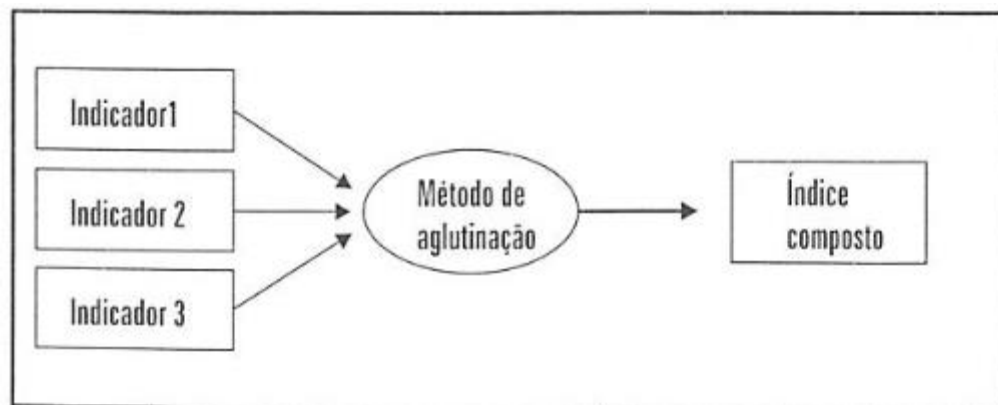 Indicador1
Indicador 2
Indicador 3
Método de
aglutinação
Índice
composto